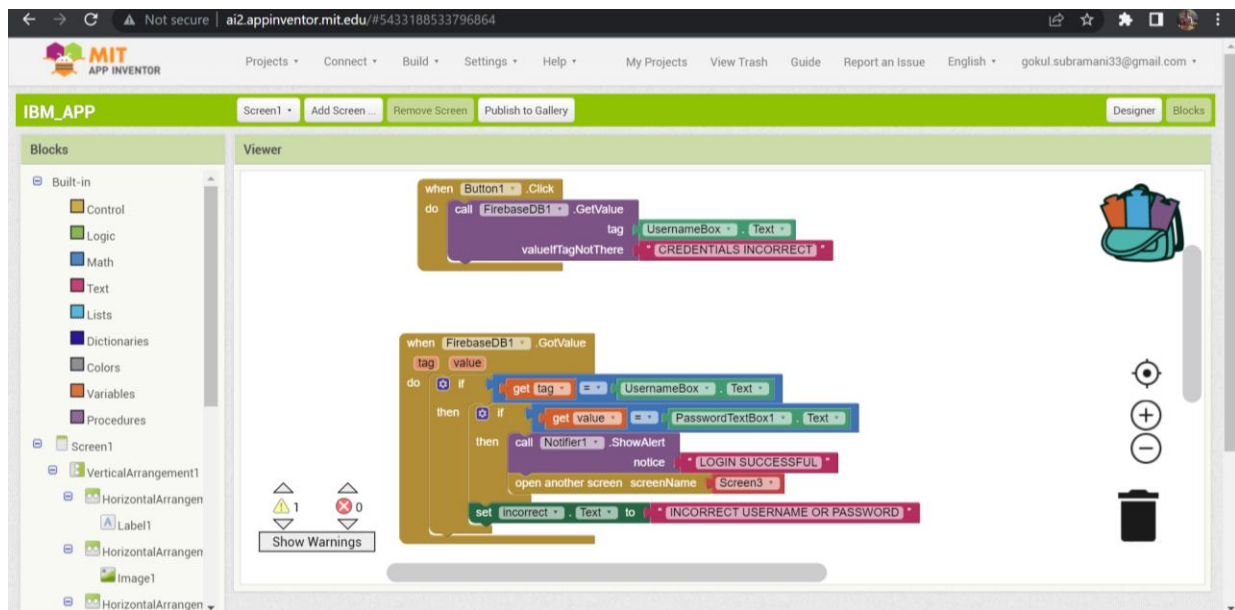 Not secure | ai2.appinventor.mit.edu/#5433188533796864
MIT
APP INVENTOR
Projects Connect Build Settings Help My Projects View Trash Guide Report an Issue English gokul.subramani33@gmail.com
IBM_APP Screen1 Add Screen ... Remove Screen Publish to Gallery Designer Blocks
Blocks Viewer
Built-in
Control
Logic
Math
Text
Lists
Dictionaries
Colors
Variables
Procedures
Screen1
VerticalArrangement1
HorizontalArrangen
A Label1
HorizontalArrangen
Image1
HorizontalArrangen
when Button1 .Click
do call FirebaseDB1 .GetValue
tag UsernameBox . Text
valueIfTagNotThere " CREDENTIALS INCORRECT "
when FirebaseDB1 .GotValue
tag value
do if get tag = UsernameBox . Text
then if get value = PasswordTextBox1 . Text
then call Notifier1 .ShowAlert
notice " LOGIN SUCCESSFUL "
open another screen screenName Screen3
set incorrect . Text to " INCORRECT USERNAME OR PASSWORD "
1 0
Show Warnings